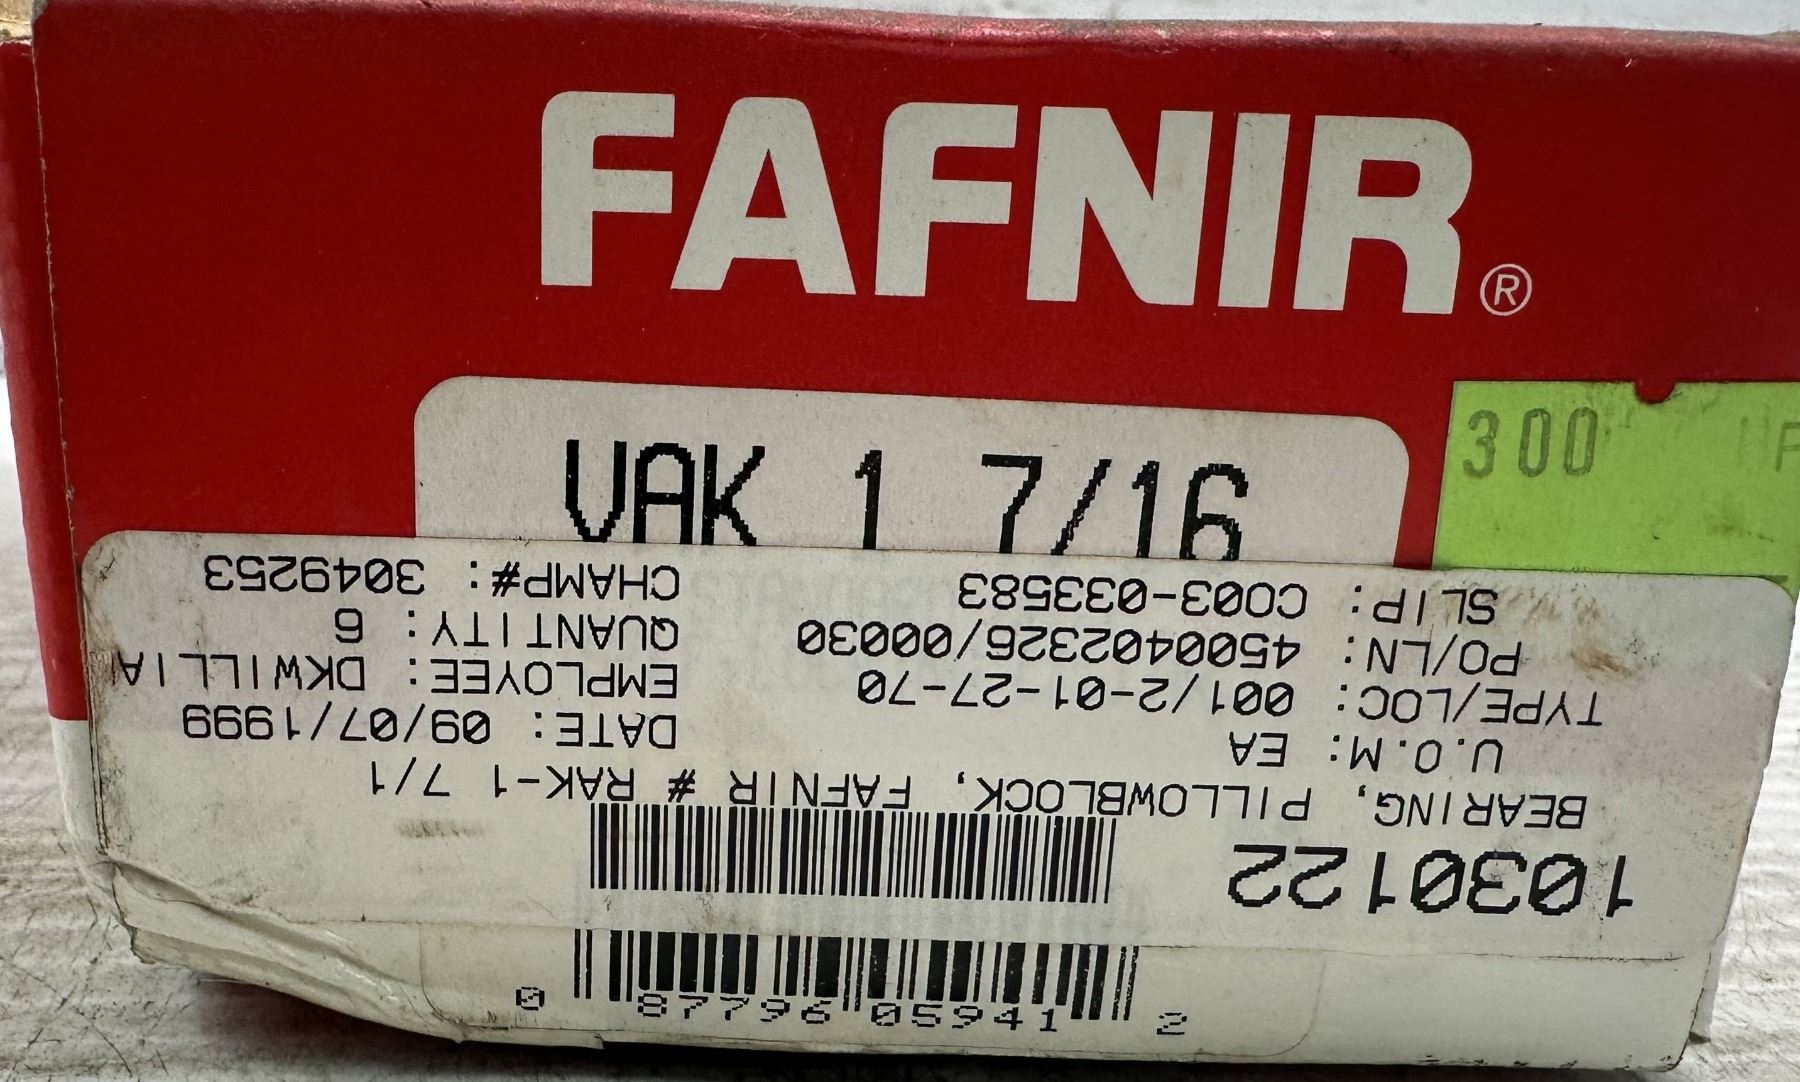 FAFNIR®
VAK 1 7/16
300
1030122
BEARING, PILLOWBLOCK, FAFNIR # RAK-1 7/1
U.O.M: EA
DATE: 09/07/1999
TYPE/LOC: 001/2-01-27-70
EMPLOYEE: DKWILLIA
PO/LN: 4500402326/00030
QUANTITY: 6
SLIP: C003-033583
CHAMP#: 3049253
0 87796 05941 2